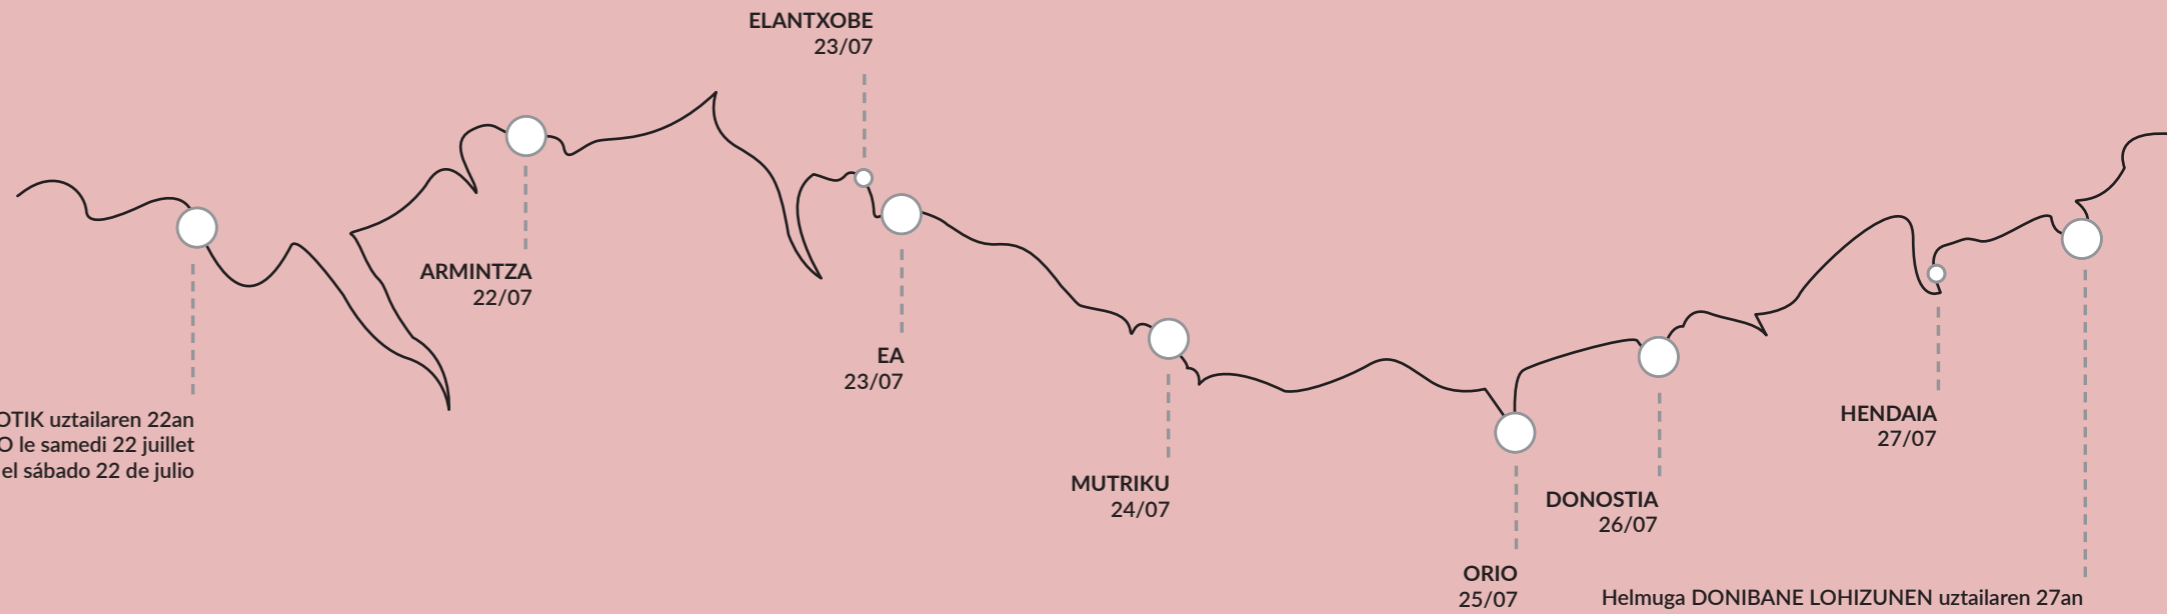 ELANTXOBE
23/07
ARMINTZA
22/07
EA
23/07
OTIK uztailaren 22an
O le samedi 22 juillet
el sábado 22 de julio
MUTRIKU
24/07
ORIO
25/07
DONOSTIA
26/07
HENDAIA
27/07
Helmuga DONIBANE LOHIZUNEN uztailaren 27an